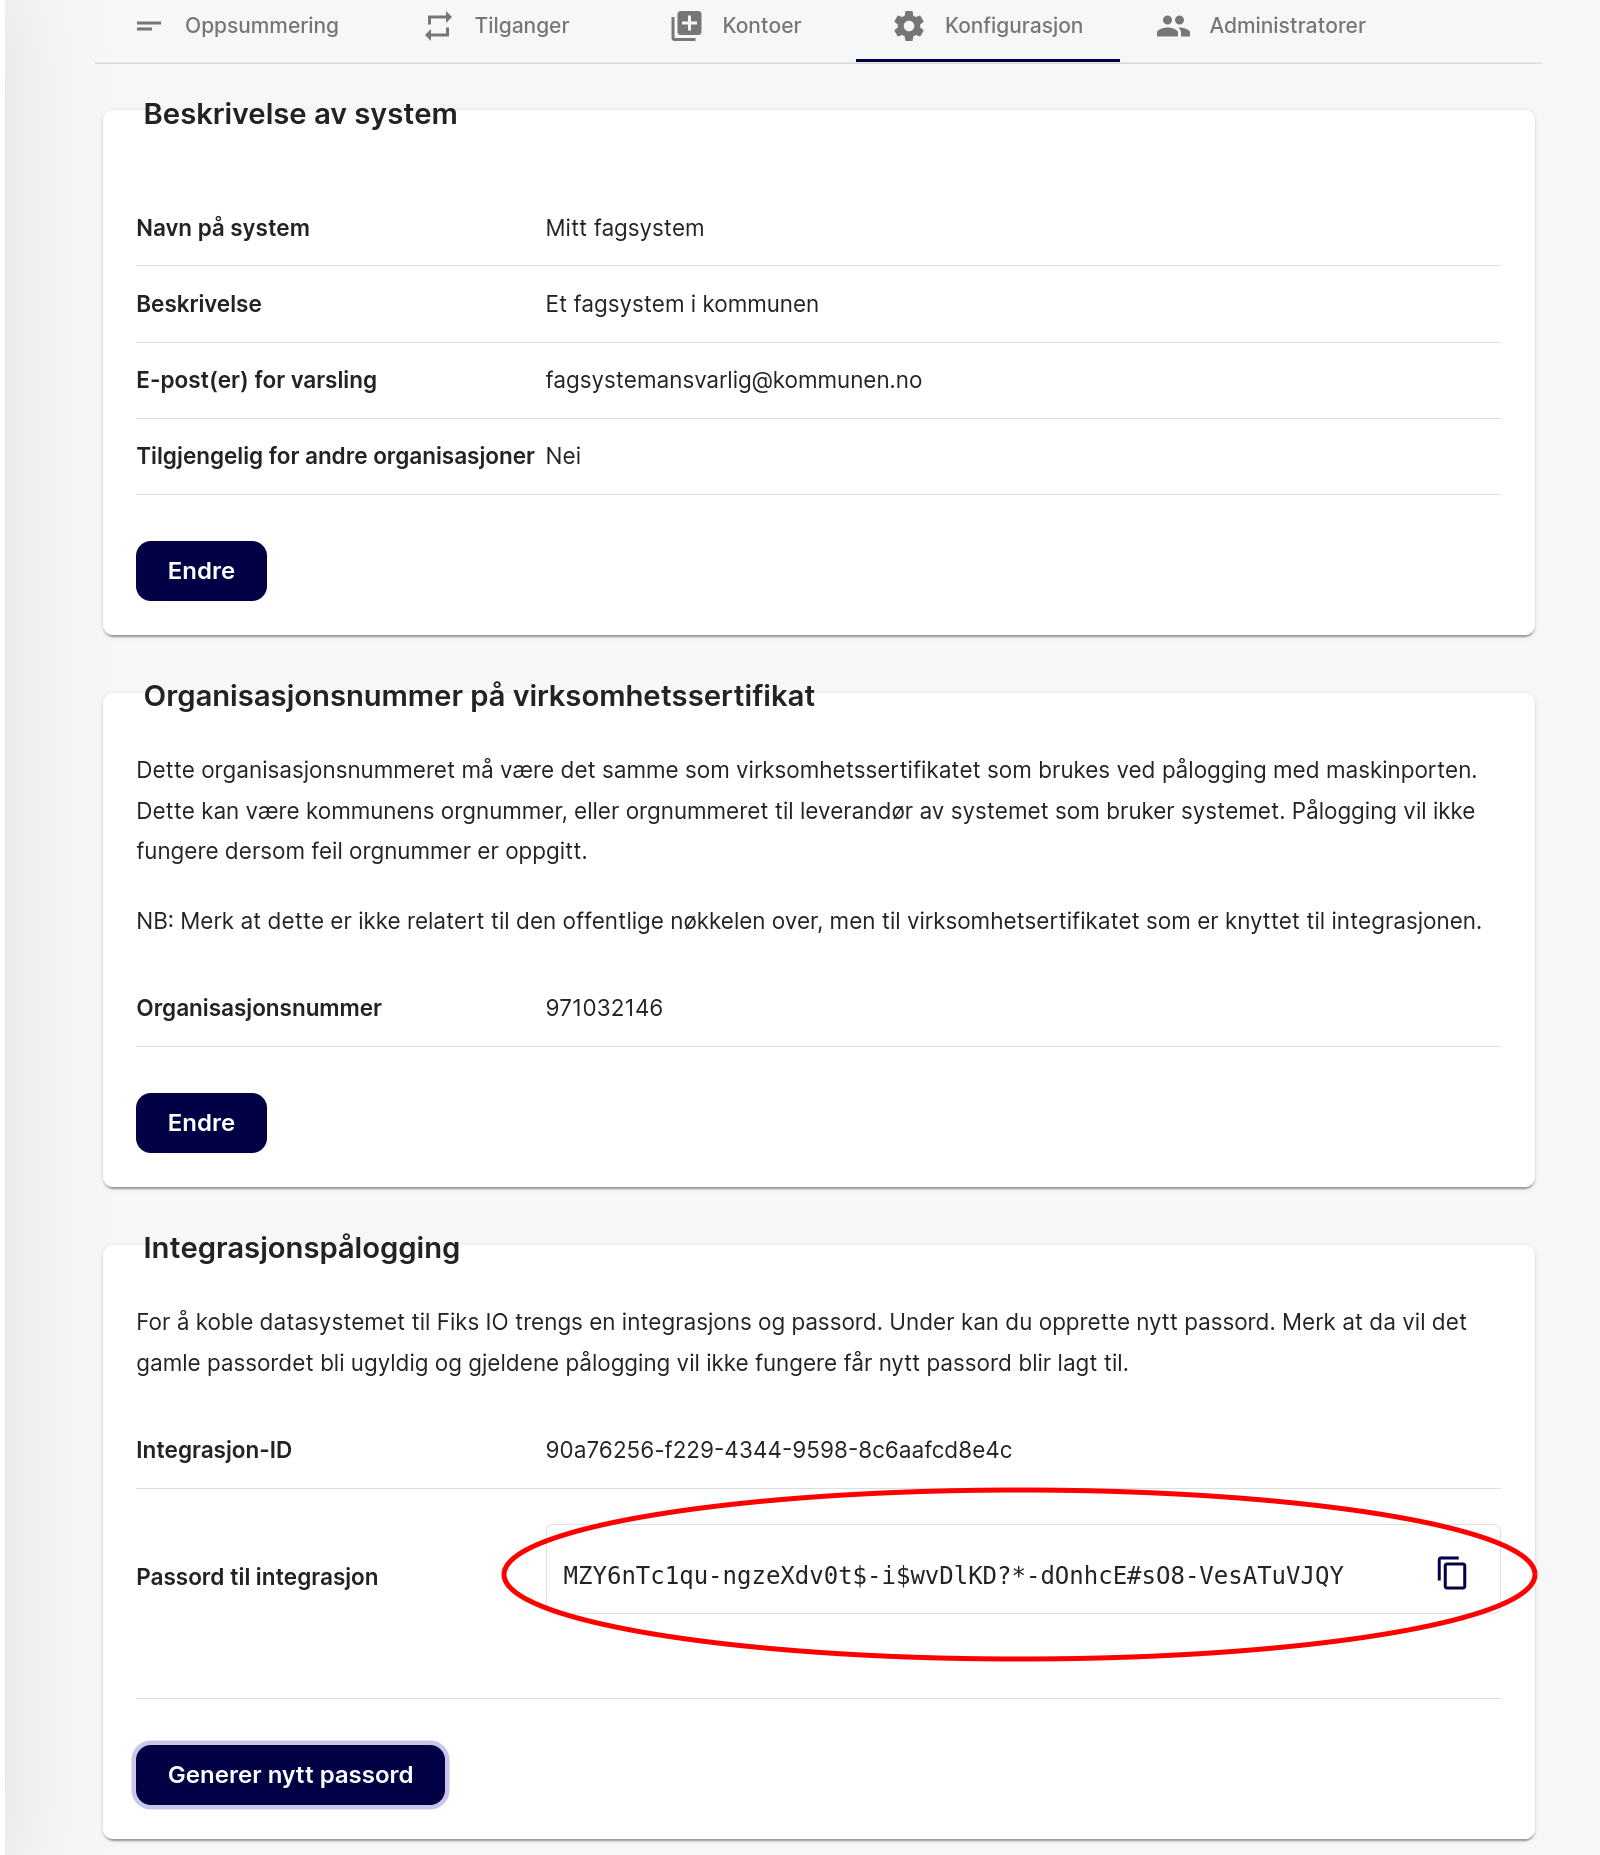 Oppsummering Tilganger Kontoer Konfigurasjon Administratorer
Beskrivelse av system
Navn på system Mitt fagsystem
Beskrivelse Et fagsystem i kommunen
E-post(er) for varsling fagsystemansvarlig@kommunen.no
Tilgjengelig for andre organisasjoner Nei
Endre
Organisasjonsnummer på virksomhetssertifikat
Dette organisasjonsnummeret må være det samme som virksomhetssertifikatet som brukes ved pålogging med maskinporten.
Dette kan være kommunens orgnummer, eller orgnummeret til leverandør av systemet som bruker systemet. Pålogging vil ikke
fungere dersom feil orgnummer er oppgitt.
NB: Merk at dette er ikke relatert til den offentlige nøkkelen over, men til virksomhetsertifikatet som er knyttet til integrasjonen.
Organisasjonsnummer 971032146
Endre
Integrasjonspålogging
For å koble datasystemet til Fiks IO trengs en integrasjons og passord. Under kan du opprette nytt passord. Merk at da vil det
gamle passordet bli ugyldig og gjeldene pålogging vil ikke fungere får nytt passord blir lagt til.
Integrasjon-ID 90a76256-f229-4344-9598-8c6aafcd8e4c
Passord til integrasjon MZY6nTc1qu-ngzeXdv0t$-i$wvDlKD?*-dOnhcE#sO8-VesATuVJQY
Generer nytt passord